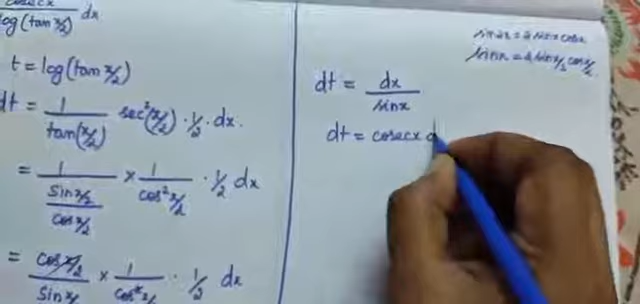 cosecx
log(tan x/2) dx
t = log(tan x/2)
dt = 1/tan(x/2) sec²(x/2) · 1/2 · dx.
= 1/(sin x/2 / cos x/2) × 1/cos² x/2 · 1/2 dx
= cos x/2 / sin x/ × 1/cos² x/ · 1/2 dx
sin2x = 2 sinx cosx
sinx = 2 sin x/2 cos x/2.
dt = dx/sinx
dt = cosecx d